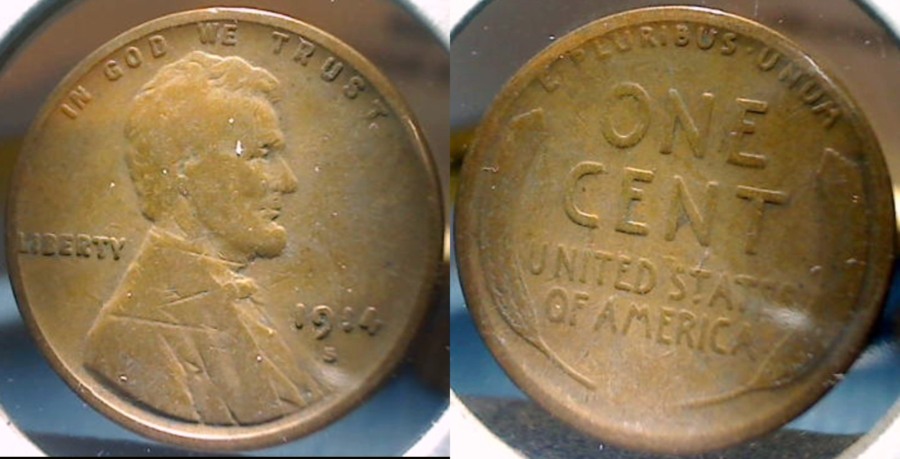 IN GOD WE TRUST
LIBERTY
1914
S
E·PLURIBUS·UNUM
ONE
CENT
UNITED STATES
OF AMERICA